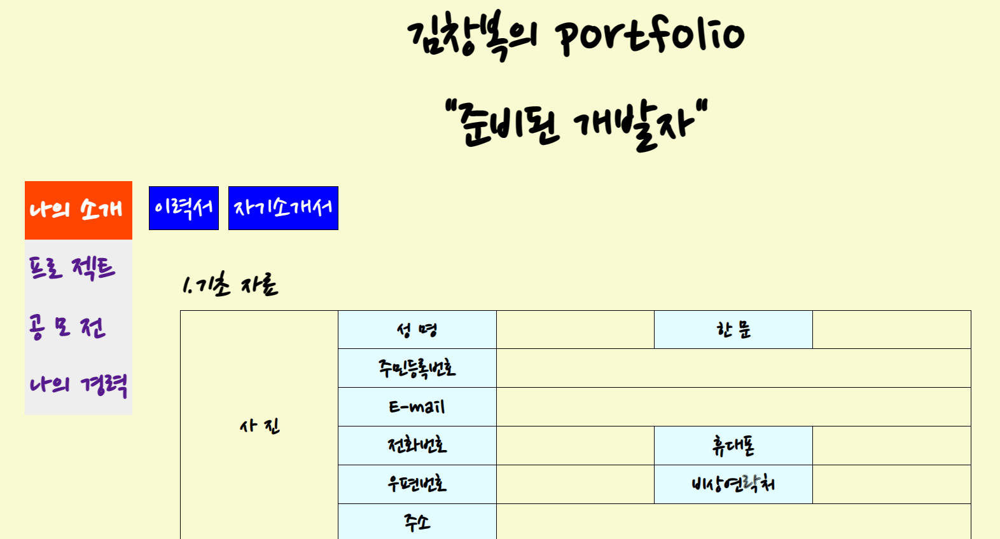 김창복의 portfolio
"준비된 개발자"
나의 소개
이력서 자기소개서
프로 젝트
공 모 전
나의 경력
1.기초 자료
사 진
성 명 한 문
주민등록번호
E-mail
전화번호 휴대폰
우편번호 비상연락처
주소